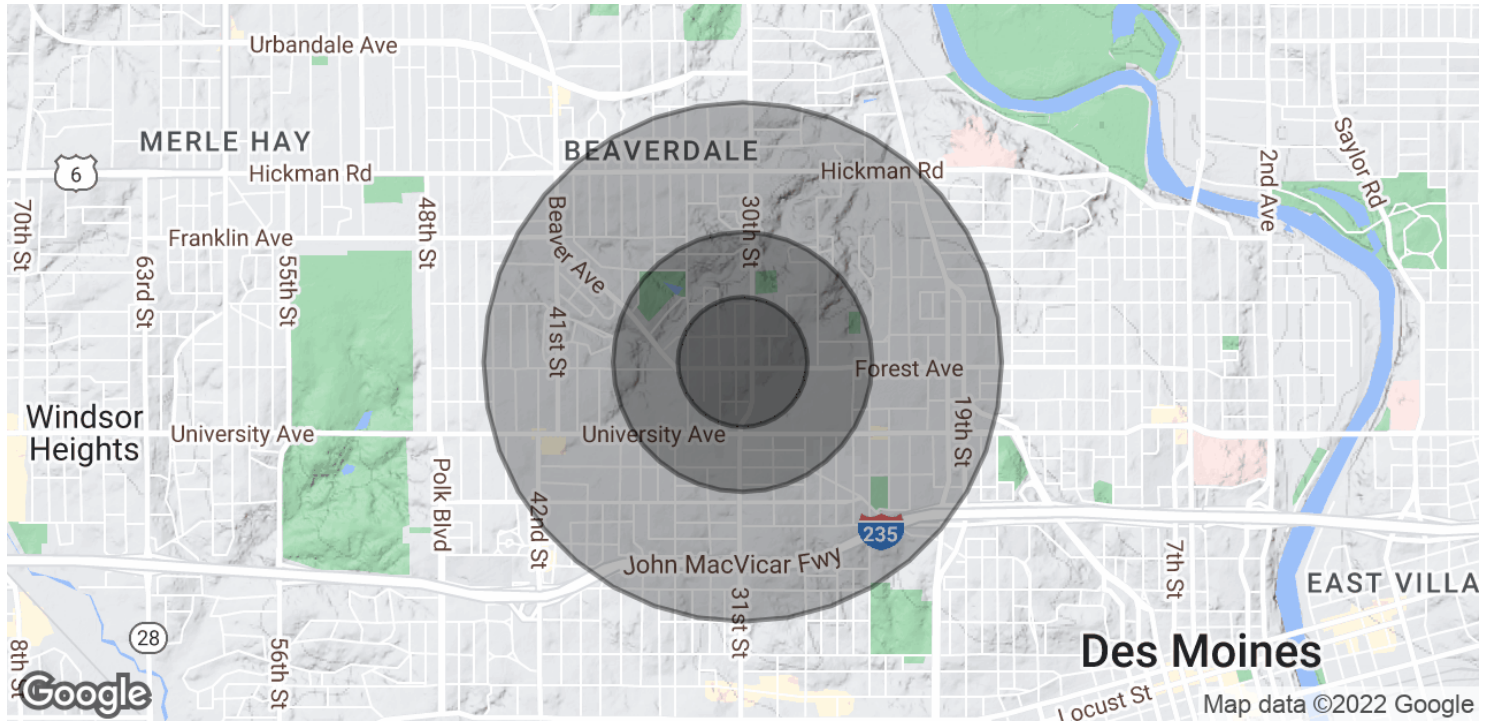 Urbandale Ave
MERLE HAY
BEAVERDALE
6
Hickman Rd
Hickman Rd
Saylor Rd
2nd Ave
70th St
48th St
Beaver Ave
30th St
Franklin Ave
63rd St
55th St
41st St
Forest Ave
19th St
Windsor
Heights
University Ave
University Ave
Polk Blvd
42nd St
235
John MacVicar Fwy
7th St
EAST VILLA
31st St
28
8th St
56th St
Des Moines
Locust St
Google
Map data ©2022 Google